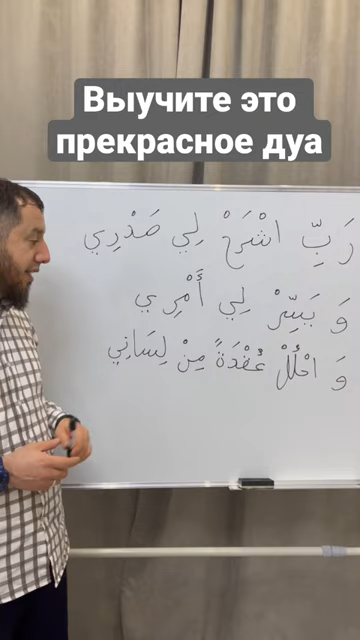 Выучите это
прекрасное дуа
رَبِّ اشْرَحْ لِي صَدْرِي
وَ يَسِّرْ لِي أَمْرِي
وَ احْلُلْ عُقْدَةً مِنْ لِسَانِي